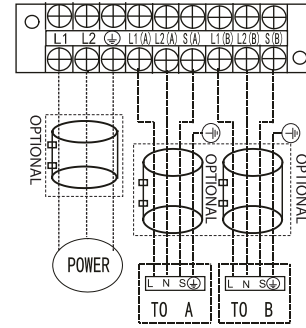 L1 L2 L1(A) L2(A) S(A) L1(B) L2(B) S(B)
OPTIONAL
OPTIONAL
OPTIONAL
POWER
L N S
TO A
L N S
TO B